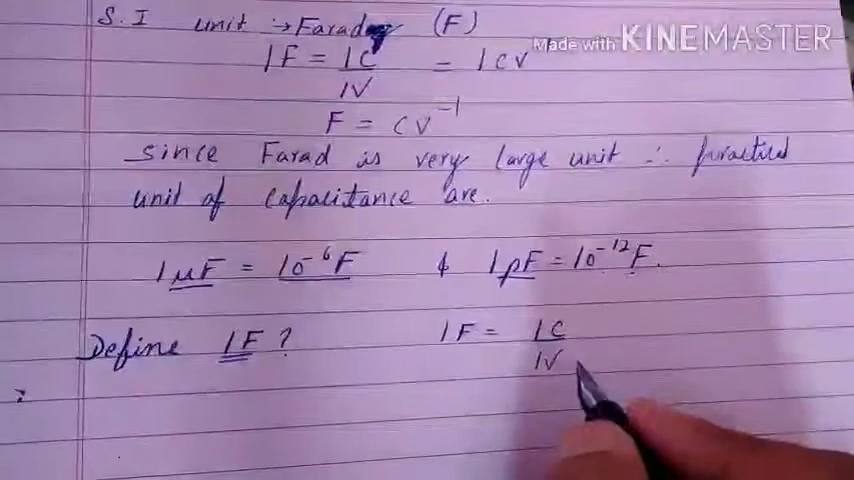 S.I unit :→ Farad (F)
Made with KINEMASTER
1F = 1C = 1CV
1V
F = CV⁻¹
since Farad is very large unit ∴ practical
unit of capacitance are.
1μF = 10⁻⁶F & 1pF = 10⁻¹²F.
Define 1F ? 1F = 1C
1V